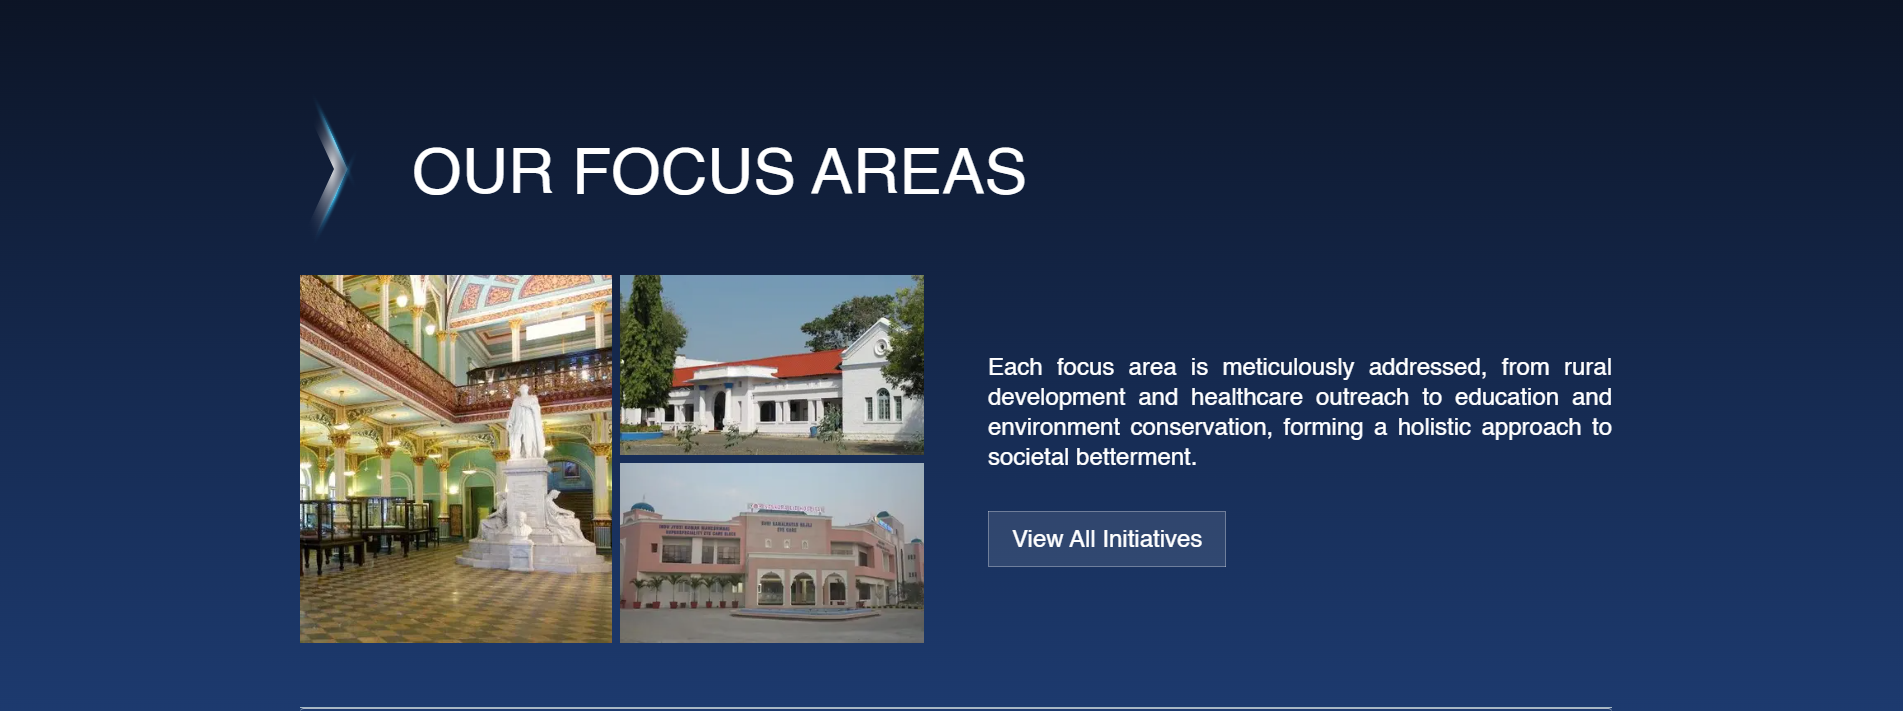 OUR FOCUS AREAS
Each focus area is meticulously addressed, from rural
development and healthcare outreach to education and
environment conservation, forming a holistic approach to
societal betterment.
View All Initiatives